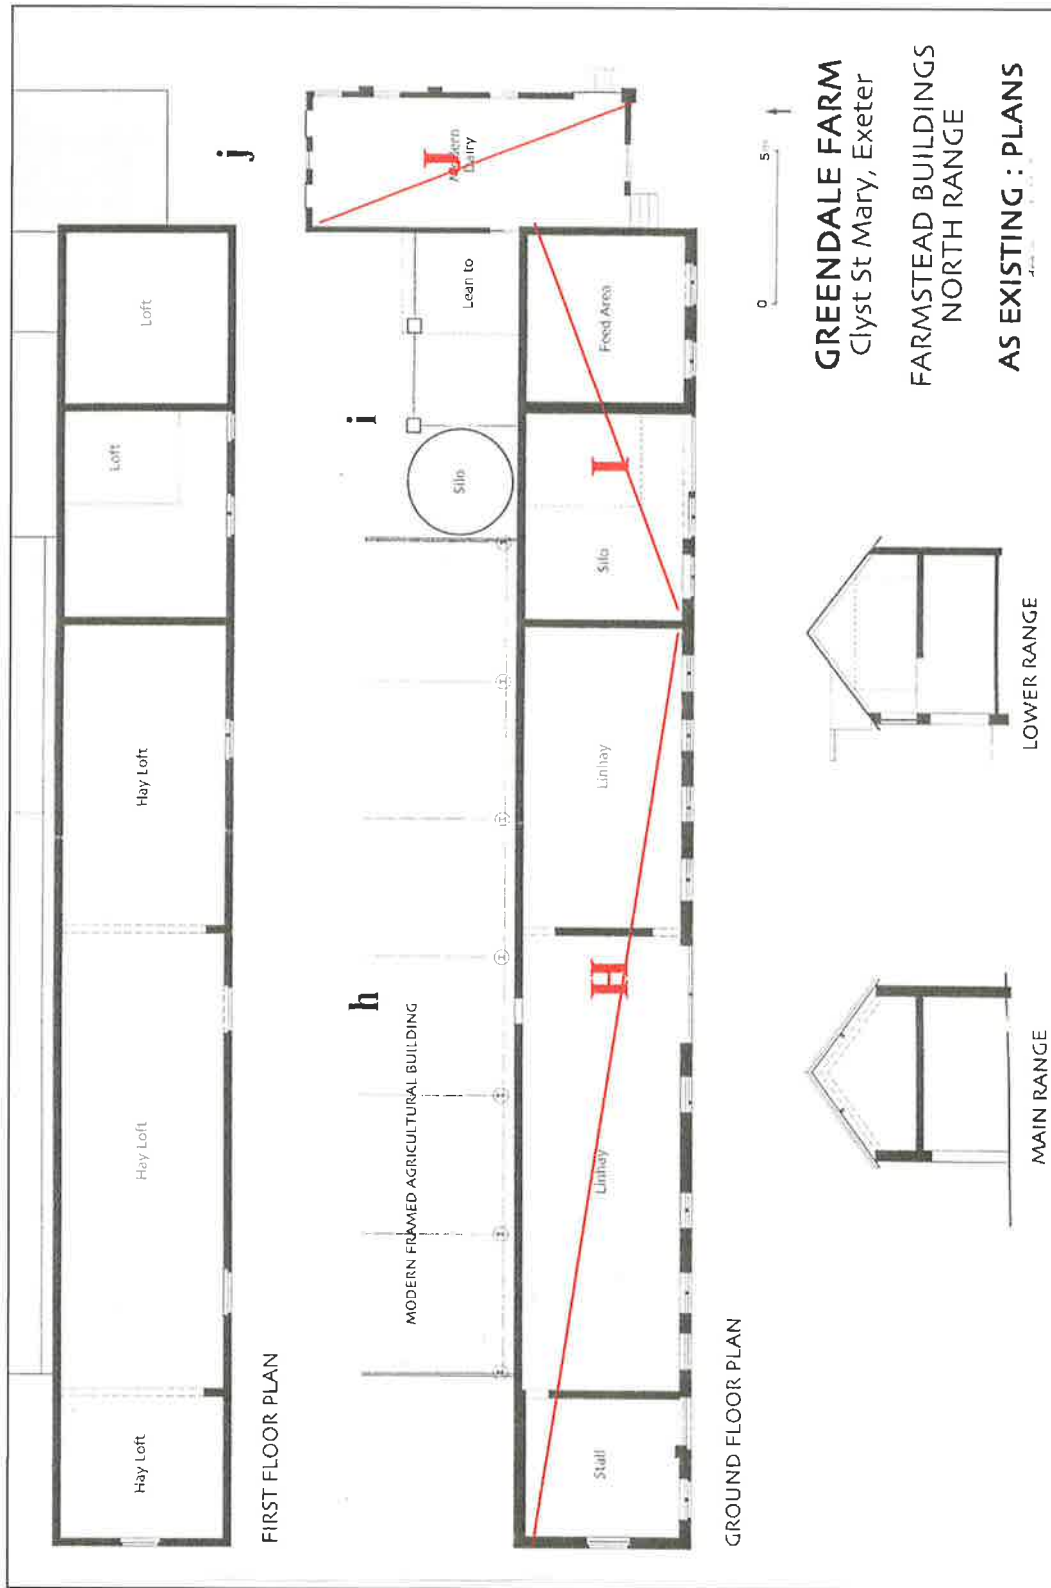 Hay Loft
Hay Loft
Hay Loft
Loft
Loft
FIRST FLOOR PLAN
h
i
j
MODERN FRAMED AGRICULTURAL BUILDING
Silo
Lean to
J
Dairy
Stall
Linhay
H
Linhay
Silo
I
Feed Area
GROUND FLOOR PLAN
MAIN RANGE
LOWER RANGE
0
5
GREENDALE FARM
Clyst St Mary, Exeter
FARMSTEAD BUILDINGS
NORTH RANGE
AS EXISTING : PLANS